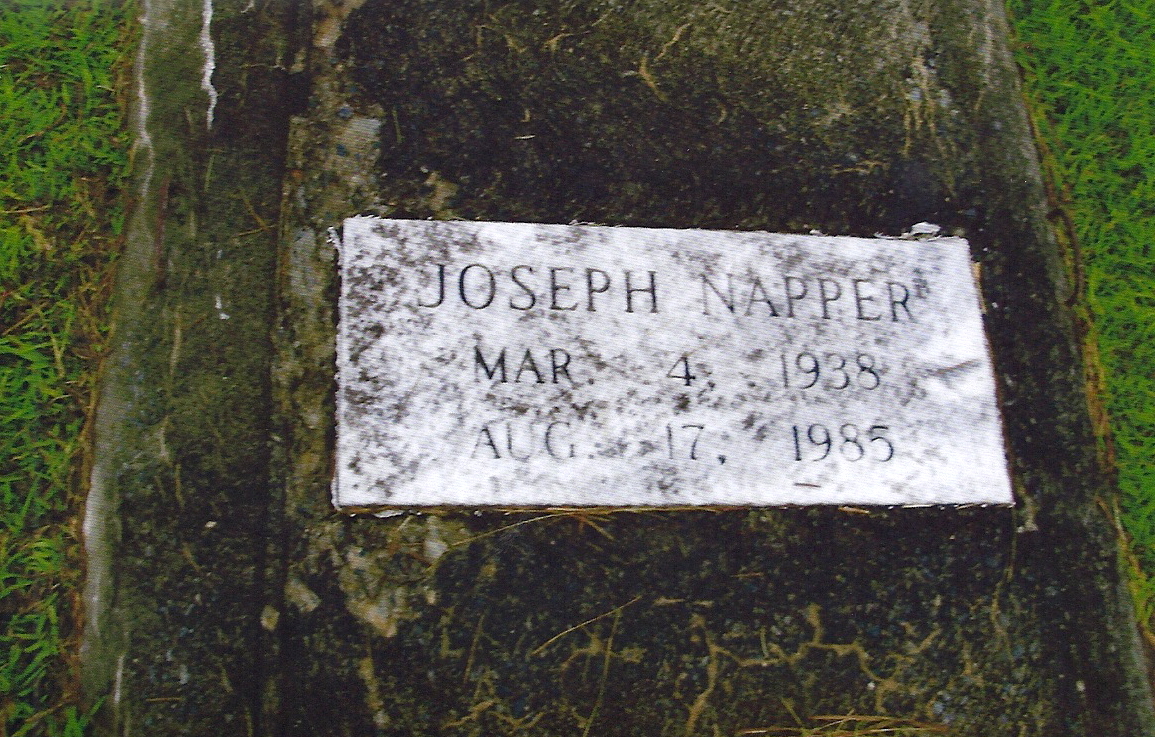 JOSEPH NAPPER
MAR. 4, 1938
AUG. 17, 1985